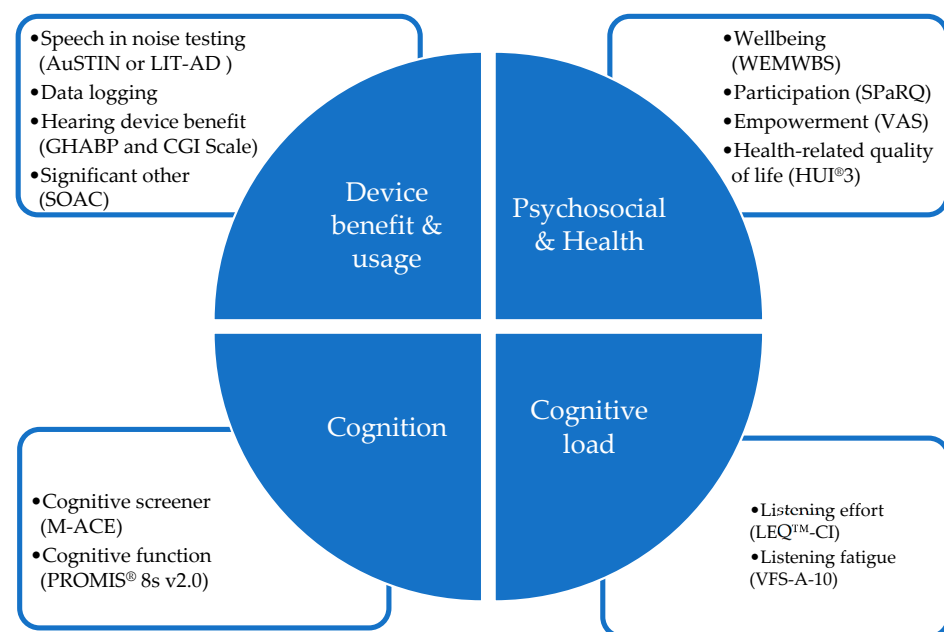 •Speech in noise testing
(AuSTIN or LIT-AD )
•Data logging
•Hearing device benefit
(GHABP and CGI Scale)
•Significant other
(SOAC)
•Wellbeing
(WEMWBS)
•Participation (SPaRQ)
•Empowerment (VAS)
•Health-related quality
of life (HUI®3)
Device
benefit &
usage
Psychosocial
& Health
Cognition
Cognitive
load
•Cognitive screener
(M-ACE)
•Cognitive function
(PROMIS® 8s v2.0)
•Listening effort
(LEQ™-CI)
•Listening fatigue
(VFS-A-10)